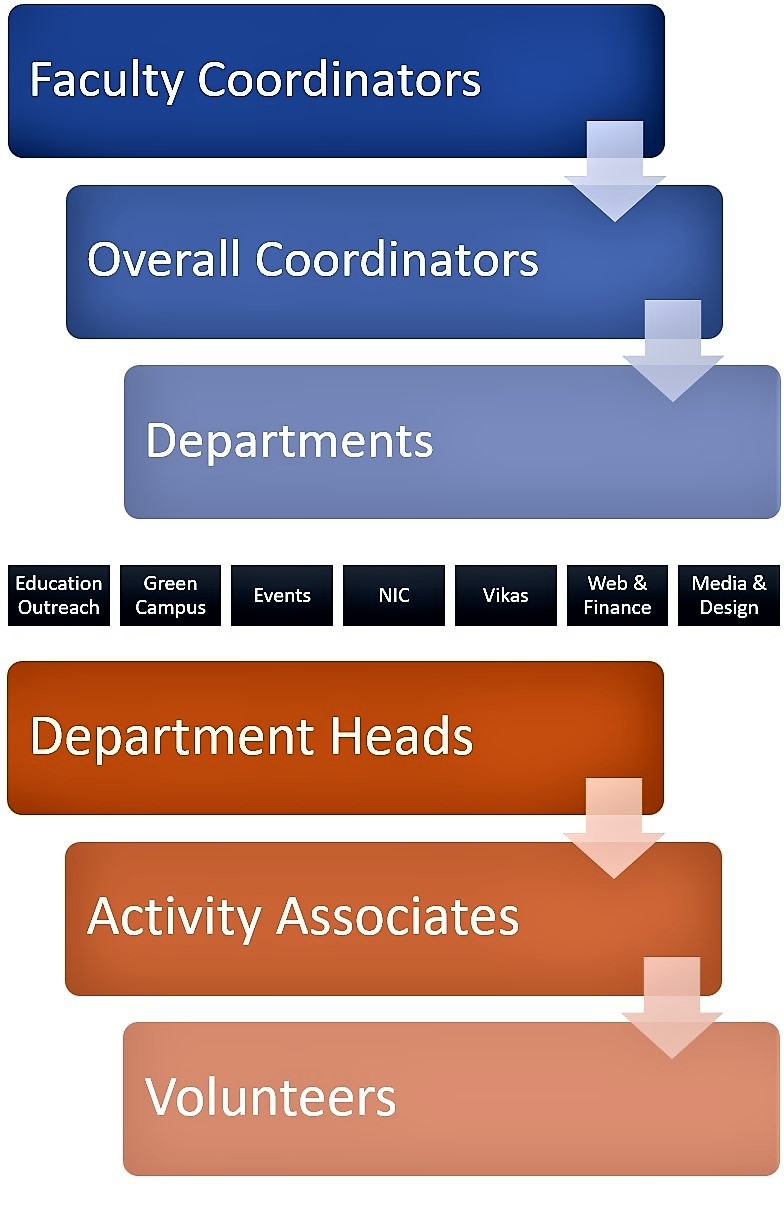 Faculty Coordinators
Overall Coordinators
Departments
Education
Outreach
Green
Campus
Events
NIC
Vikas
Web &
Finance
Media &
Design
Department Heads
Activity Associates
Volunteers